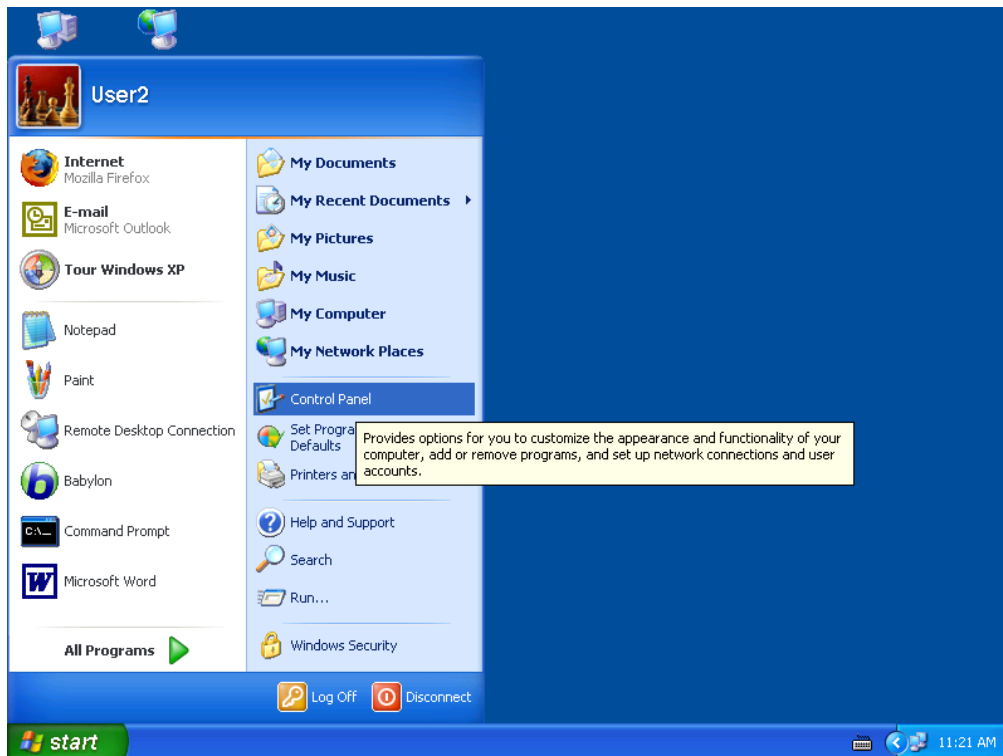 User2
Internet
Mozilla Firefox
E-mail
Microsoft Outlook
Tour Windows XP
Notepad
Paint
Remote Desktop Connection
Babylon
C:\_
Command Prompt
W
Microsoft Word
All Programs
My Documents
My Recent Documents
My Pictures
My Music
My Computer
My Network Places
Control Panel
Set Progra
Defaults
Printers an
Provides options for you to customize the appearance and functionality of your
computer, add or remove programs, and set up network connections and user
accounts.
Help and Support
Search
Run...
Windows Security
Log Off
Disconnect
start
11:21 AM